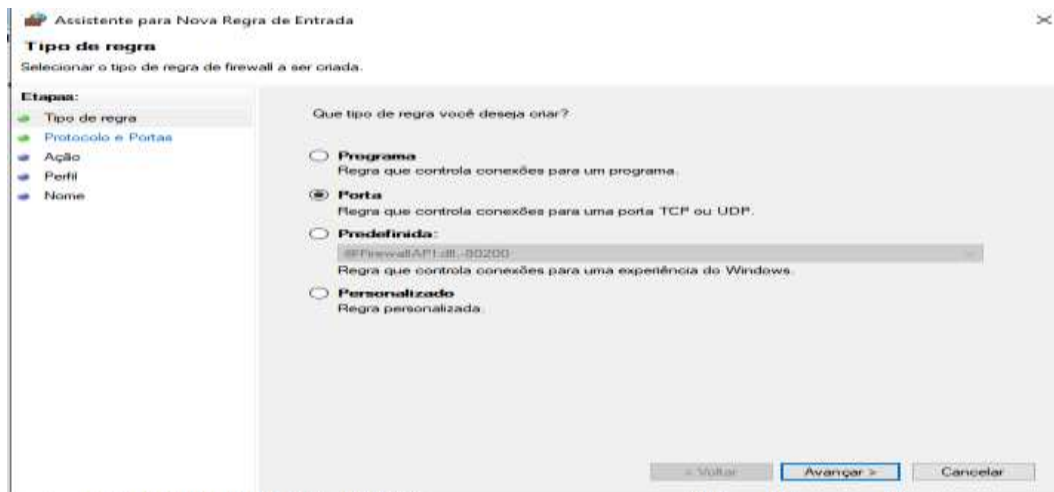 Assistente para Nova Regra de Entrada
Tipo de regra
Selecionar o tipo de regra de firewall a ser criada.
Etapas:
Tipo de regra
Protocolo e Portas
Ação
Perfil
Nome
Que tipo de regra você deseja criar?
Programa
Regra que controla conexões para um programa.
Porta
Regra que controla conexões para uma porta TCP ou UDP.
Predefinida:
@FirewallAPI.dll,-80200
Regra que controla conexões para uma experiência do Windows.
Personalizado
Regra personalizada.
< Voltar
Avançar >
Cancelar